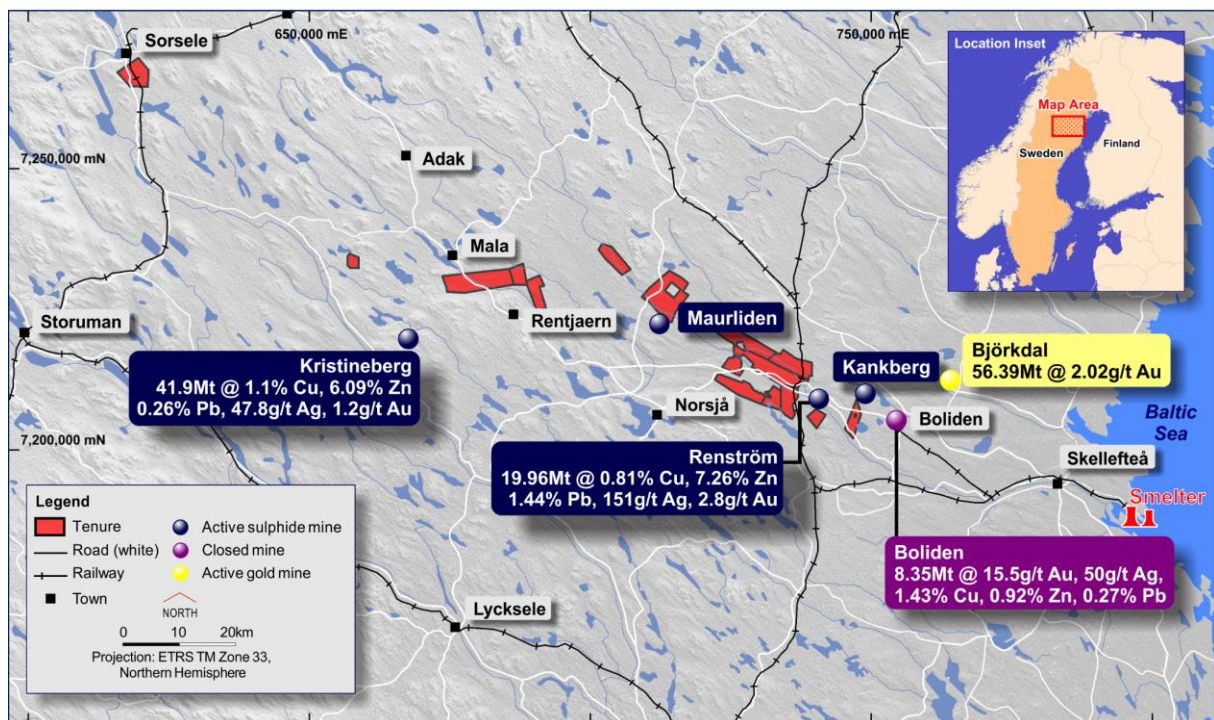 Sorsele
650,000 mE
750,000 mE
Location Inset
Map Area
Sweden
Finland
7,250,000 mN
Adak
Mala
Storuman
Rentjaern
Maurliden
Kristineberg
41.9Mt @ 1.1% Cu, 6.09% Zn
0.26% Pb, 47.8g/t Ag, 1.2g/t Au
Kankberg
Björkdal
56.39Mt @ 2.02g/t Au
Norsjå
Boliden
Baltic
Sea
7,200,000 mN
Renström
19.96Mt @ 0.81% Cu, 7.26% Zn
1.44% Pb, 151g/t Ag, 2.8g/t Au
Skellefteå
Smelter
Boliden
8.35Mt @ 15.5g/t Au, 50g/t Ag,
1.43% Cu, 0.92% Zn, 0.27% Pb
Lycksele
Legend
Tenure
Road (white)
Railway
Town
Active sulphide mine
Closed mine
Active gold mine
NORTH
0 10 20km
Projection: ETRS TM Zone 33,
Northern Hemisphere